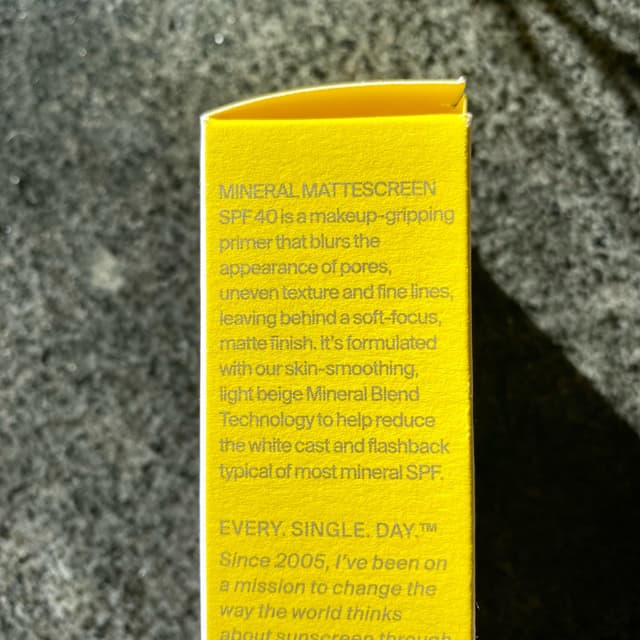 MINERAL MATTESCREEN
SPF 40 is a makeup-gripping
primer that blurs the
appearance of pores,
uneven texture and fine lines,
leaving behind a soft-focus,
matte finish. It's formulated
with our skin-smoothing,
light beige Mineral Blend
Technology to help reduce
the white cast and flashback
typical of most mineral SPF.
EVERY. SINGLE. DAY.™
Since 2005, I've been on
a mission to change the
way the world thinks
about sunscreen through